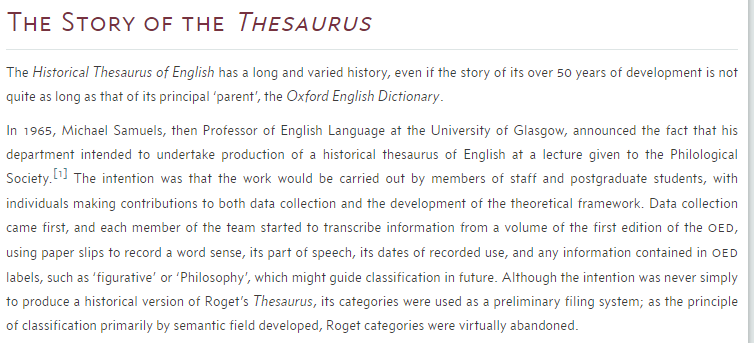 THE STORY OF THE THESAURUS
The Historical Thesaurus of English has a long and varied history, even if the story of its over 50 years of development is not
quite as long as that of its principal ‘parent’, the Oxford English Dictionary.
In 1965, Michael Samuels, then Professor of English Language at the University of Glasgow, announced the fact that his
department intended to undertake production of a historical thesaurus of English at a lecture given to the Philological
Society.[1] The intention was that the work would be carried out by members of staff and postgraduate students, with
individuals making contributions to both data collection and the development of the theoretical framework. Data collection
came first, and each member of the team started to transcribe information from a volume of the first edition of the OED,
using paper slips to record a word sense, its part of speech, its dates of recorded use, and any information contained in OED
labels, such as ‘figurative’ or ‘Philosophy’, which might guide classification in future. Although the intention was never simply
to produce a historical version of Roget’s Thesaurus, its categories were used as a preliminary filing system; as the principle
of classification primarily by semantic field developed, Roget categories were virtually abandoned.